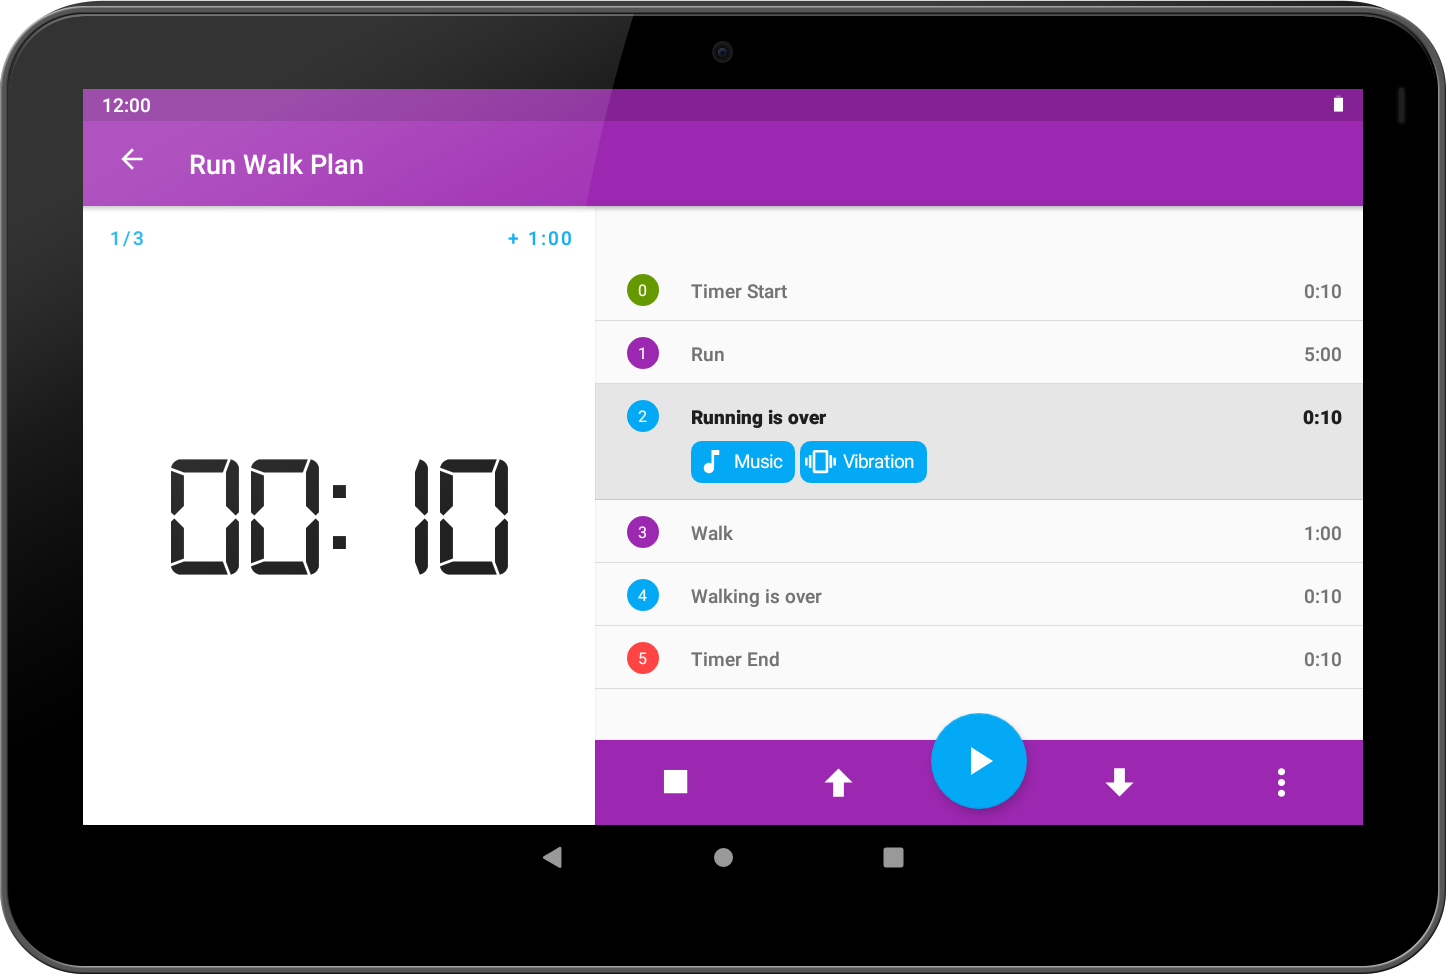 12:00
Run Walk Plan
1/3 + 1:00
00:10
0 Timer Start 0:10
1 Run 5:00
2 Running is over 0:10
Music Vibration
3 Walk 1:00
4 Walking is over 0:10
5 Timer End 0:10